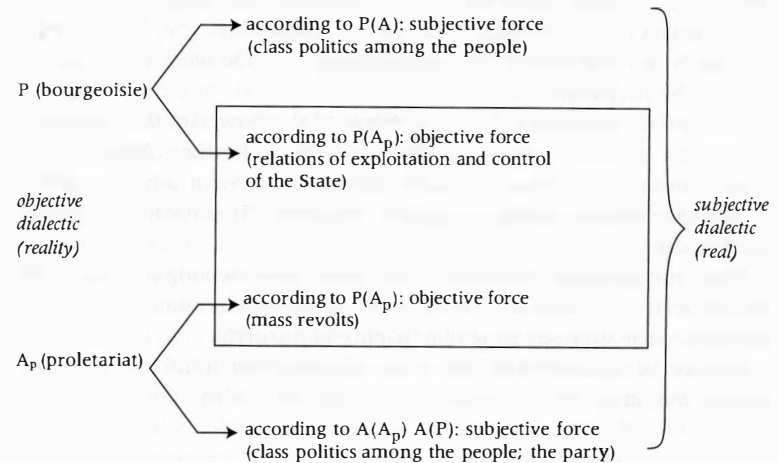 according to P(A): subjective force
(class politics among the people)
P (bourgeoisie)
according to P(Aₚ): objective force
(relations of exploitation and control
of the State)
objective
dialectic
(reality)
subjective
dialectic
(real)
according to P(Aₚ): objective force
(mass revolts)
Aₚ (proletariat)
according to A(Aₚ) A(P): subjective force
(class politics among the people; the party)